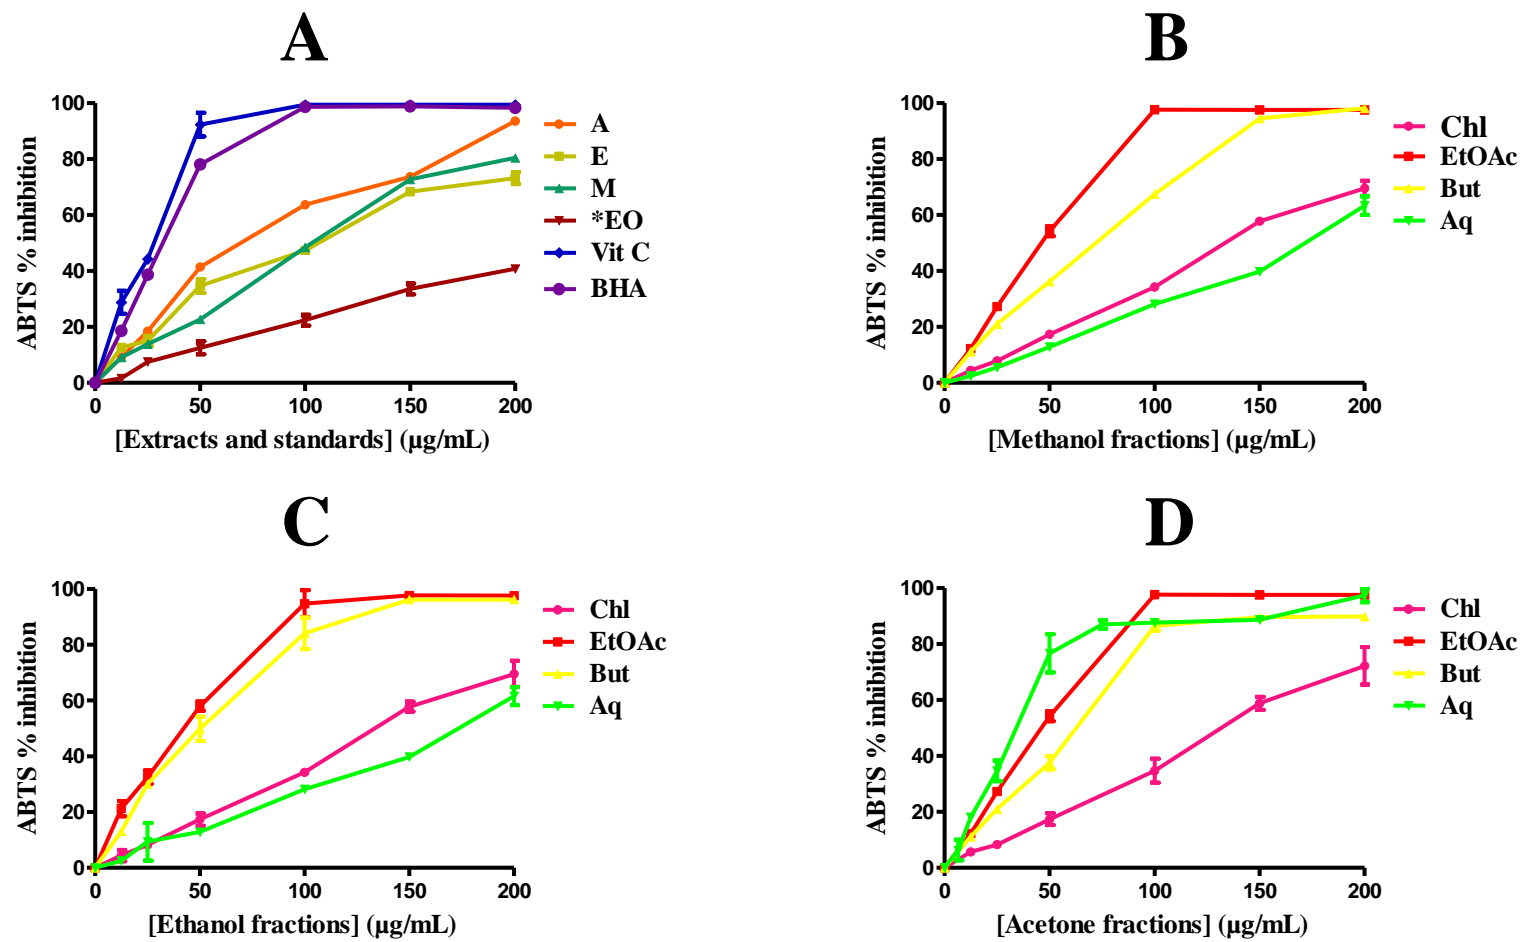 A
ABTS % inhibition
100
80
60
40
20
0
0 50 100 150 200
[Extracts and standards] (µg/mL)
A
E
M
*EO
Vit C
BHA
B
ABTS % inhibition
100
80
60
40
20
0
0 50 100 150 200
[Methanol fractions] (µg/mL)
Chl
EtOAc
But
Aq
C
ABTS % inhibition
100
80
60
40
20
0
0 50 100 150 200
[Ethanol fractions] (µg/mL)
Chl
EtOAc
But
Aq
D
ABTS % inhibition
100
80
60
40
20
0
0 50 100 150 200
[Acetone fractions] (µg/mL)
Chl
EtOAc
But
Aq